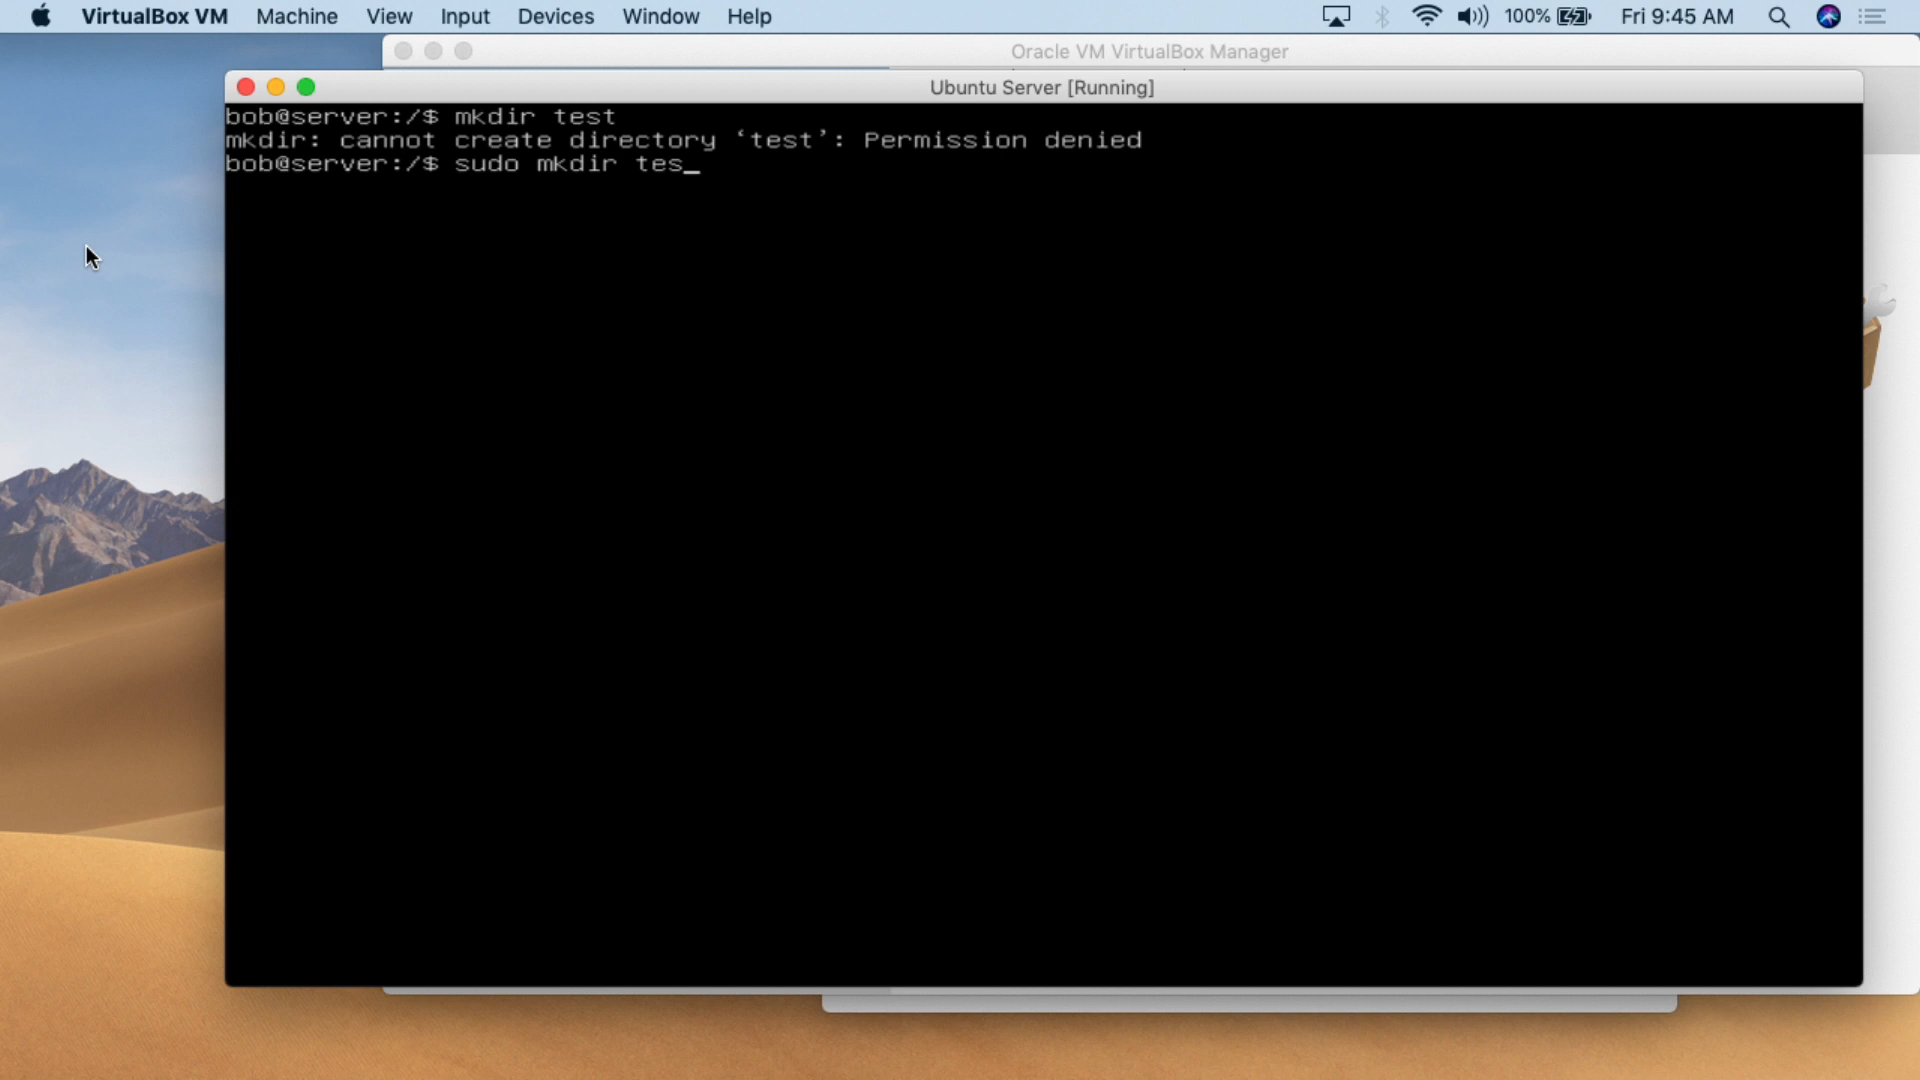 VirtualBox VM Machine View Input Devices Window Help 100% Fri 9:45 AM
Oracle VM VirtualBox Manager
Ubuntu Server [Running]
bob@server:/$ mkdir test
mkdir: cannot create directory ‘test’: Permission denied
bob@server:/$ sudo mkdir tes_